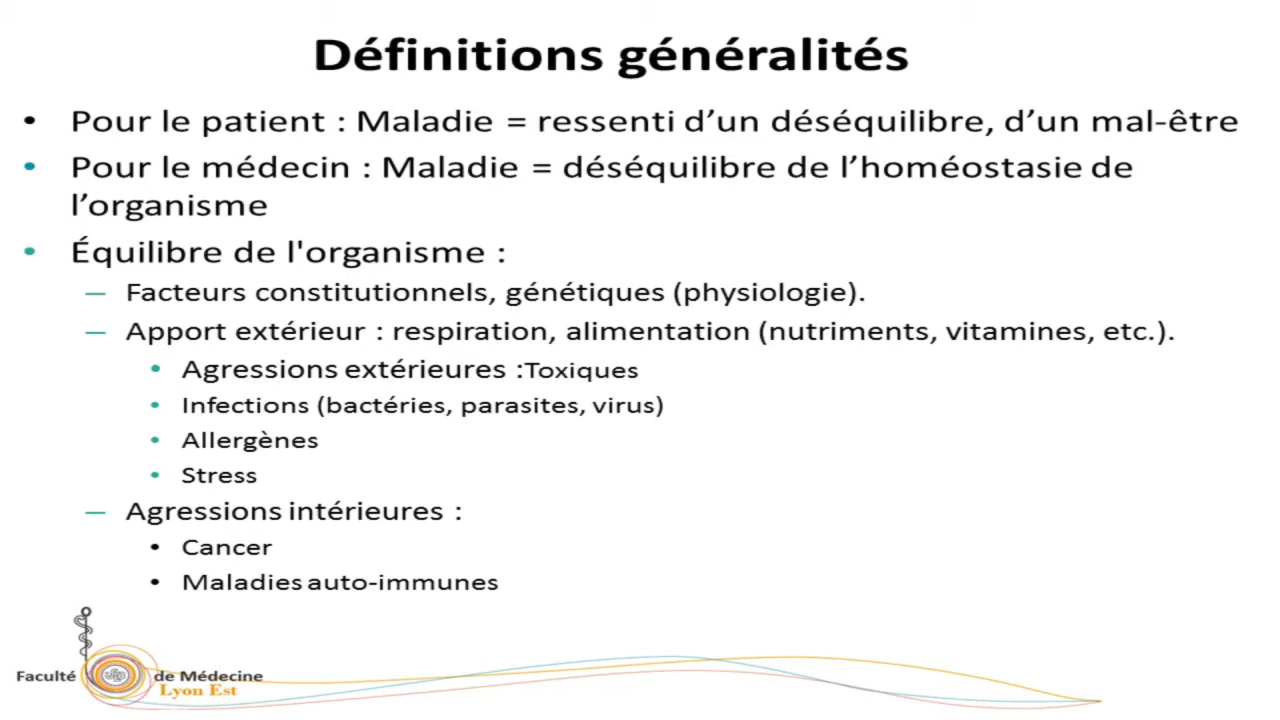 Définitions généralités
• Pour le patient : Maladie = ressenti d’un déséquilibre, d’un mal-être
• Pour le médecin : Maladie = déséquilibre de l’homéostasie de
l’organisme
• Équilibre de l'organisme :
– Facteurs constitutionnels, génétiques (physiologie).
– Apport extérieur : respiration, alimentation (nutriments, vitamines, etc.).
• Agressions extérieures :Toxiques
• Infections (bactéries, parasites, virus)
• Allergènes
• Stress
– Agressions intérieures :
• Cancer
• Maladies auto-immunes
Faculté de Médecine
Lyon Est